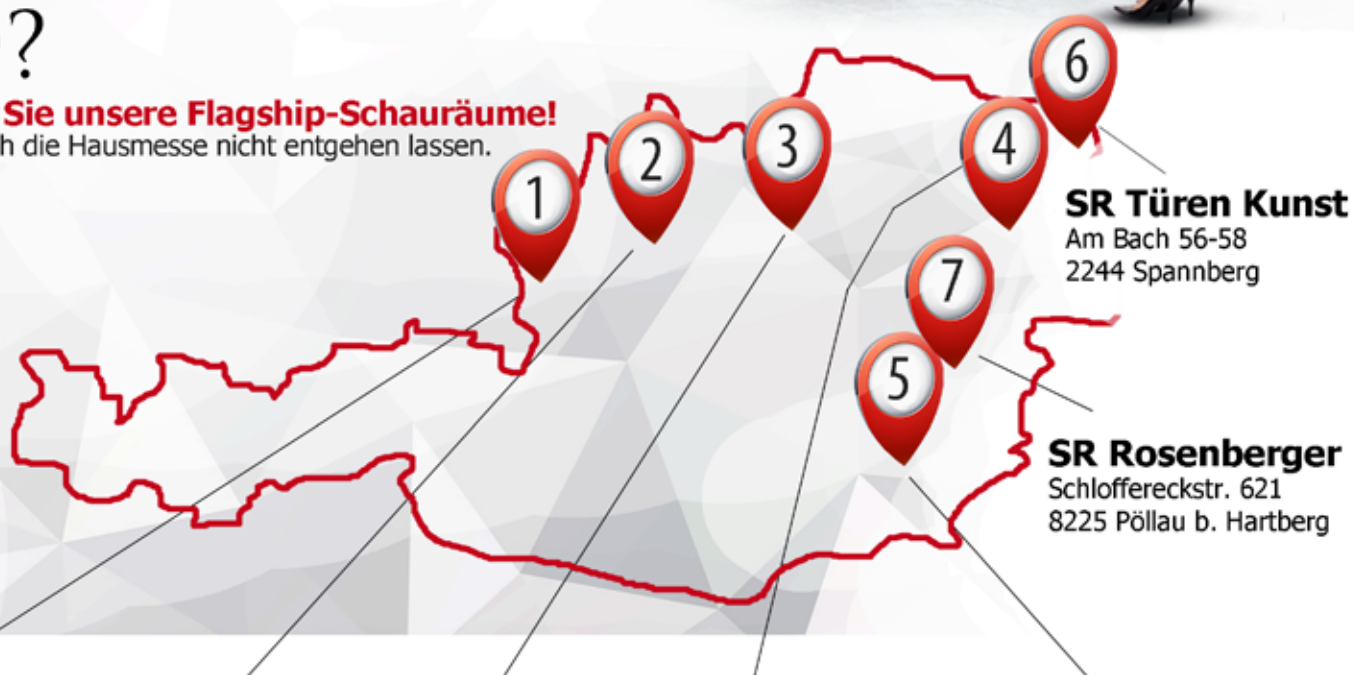 ?
Sie unsere Flagship-Schauräume!
die Hausmesse nicht entgehen lassen.
1
2
3
4
6
SR Türen Kunst
Am Bach 56-58
2244 Spannberg
7
5
SR Rosenberger
Schloffereckstr. 621
8225 Pöllau b. Hartberg